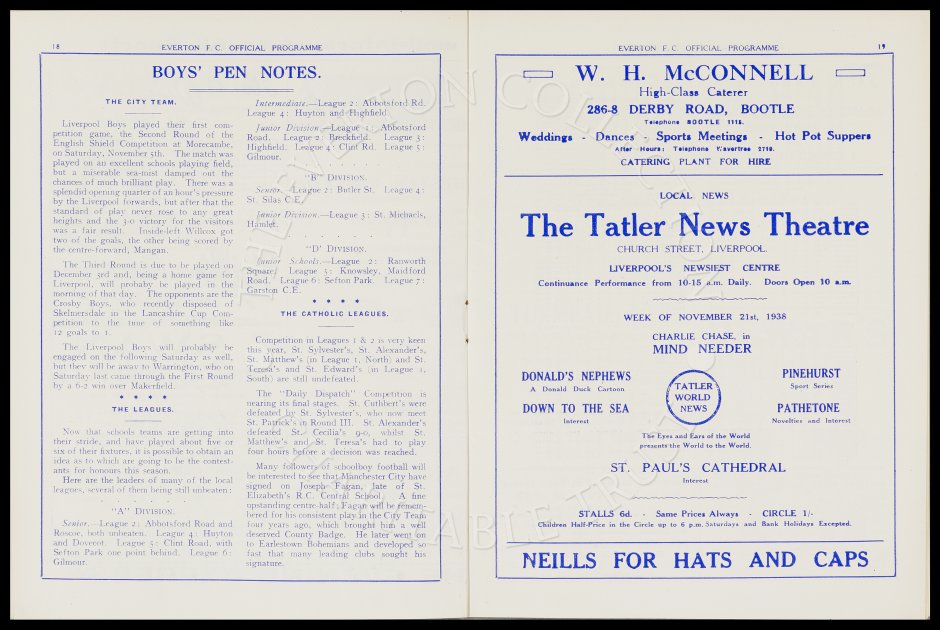 18
EVERTON F.C. OFFICIAL PROGRAMME
BOYS' PEN NOTES.
THE CITY TEAM.
Liverpool Boys played their first com-
petition game, the Second Round of the
English Shield Competition at Morecambe,
on Saturday, November 5th. The match was
played on an excellent schools playing field,
but a miserable sea-mist damped out the
chances of much brilliant play. There was a
splendid opening quarter of an hour's pressure
by the Liverpool forwards, but after that the
standard of play never rose to any great
heights and the 3-0 victory for the visitors
was a fair result. Inside-left Willcox got
two of the goals, the other being scored by
the centre-forward, Mangan.
The Third Round is due to be played on
December 3rd and, being a home game for
Liverpool, will probaby be played in the
morning of that day. The opponents are the
Crosby Boys, who recently disposed of
Skelmersdale in the Lancashire Cup Com-
petition to the tune of something like
12 goals to 1.
The Liverpool Boys will probably be
engaged on the following Saturday as well,
but they will be away to Warrington, who on
Saturday last came through the First Round
by a 6-2 win over Makerfield.
* * * *
THE LEAGUES.
Now that schools teams are getting into
their stride, and have played about five or
six of their fixtures, it is possible to obtain an
idea as to which are going to be the contest-
ants for honours this season.
Here are the leaders of many of the local
leagues, several of them being still unbeaten:
"A" DIVISION.
Senior.—League 2: Abbotsford Road and
Roscoe, both unbeaten. League 4: Huyton
and Dovecot. League 5: Clint Road, with
Sefton Park one point behind. League 6:
Gilmour.
Intermediate.—League 2: Abbotsford Rd.
League 4: Huyton and Highfield.
Junior Division.—League 1: Abbotsford
Road. League 2: Breckfield. League 3:
Highfield. League 4: Clint Rd. League 5:
Gilmour.
"B" DIVISION.
Senior.—League 2: Butler St. League 4:
St. Silas C.E.
Junior Division.—League 3: St. Michaels,
Hamlet.
"D" DIVISION.
Junior Schools.—League 2: Ranworth
Square. League 5: Knowsley, Maidford
Road. League 6: Sefton Park. League 7:
Garston C.E.
* * * *
THE CATHOLIC LEAGUES.
Competition in Leagues 1 & 2 is very keen
this year, St. Sylvester's, St. Alexander's,
St. Matthew's (in League 1, North) and St.
Teresa's and St. Edward's (in League 1,
South) are still undefeated.
The "Daily Dispatch" Competition is
nearing its final stages. St. Cuthbert's were
defeated by St. Sylvester's, who now meet
St. Patrick's in Round III. St. Alexander's
defeated St. Cecilia's 9-0, whilst St.
Matthew's and St. Teresa's had to play
four hours before a decision was reached.
Many followers of schoolboy football will
be interested to see that Manchester City have
signed on Joseph Fagan, late of St.
Elizabeth's R.C. Central School. A fine
upstanding centre-half; Fagan will be remem-
bered for his consistent play in the City Team
four years ago, which brought him a well
deserved County Badge. He later went on
to Earlestown Bohemians and developed so
fast that many leading clubs sought his
signature.
EVERTON F.C. OFFICIAL PROGRAMME
19
W. H. McCONNELL
High-Class Caterer
286-8 DERBY ROAD, BOOTLE
Telephone BOOTLE 1115.
Weddings - Dances - Sports Meetings - Hot Pot Suppers
After Hours: Telephone Wavertree 2719.
CATERING PLANT FOR HIRE
LOCAL NEWS
The Tatler News Theatre
CHURCH STREET, LIVERPOOL.
LIVERPOOL'S NEWSIEST CENTRE
Continuance Performance from 10-15 a.m. Daily. Doors Open 10 a.m.
WEEK OF NOVEMBER 21st, 1938
CHARLIE CHASE, in
MIND NEEDER
DONALD'S NEPHEWS
A Donald Duck Cartoon
DOWN TO THE SEA
Interest
TATLER
WORLD
NEWS
PINEHURST
Sport Series
PATHETONE
Novelties and Interest
The Eyes and Ears of the World
presents the World to the World.
ST. PAUL'S CATHEDRAL
Interest
STALLS 6d. - Same Prices Always - CIRCLE 1/-
Children Half-Price in the Circle up to 6 p.m. Saturdays and Bank Holidays Excepted.
NEILLS FOR HATS AND CAPS